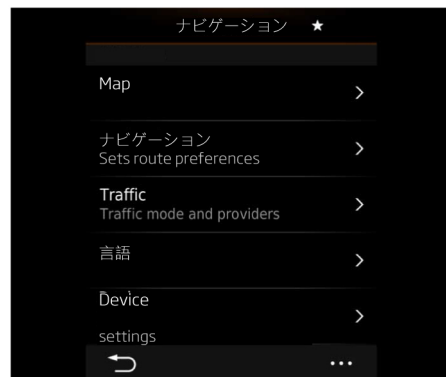 ナビゲーション ★
Map
ナビゲーション
Sets route preferences
Traffic
Traffic mode and providers
言語
Device
settings